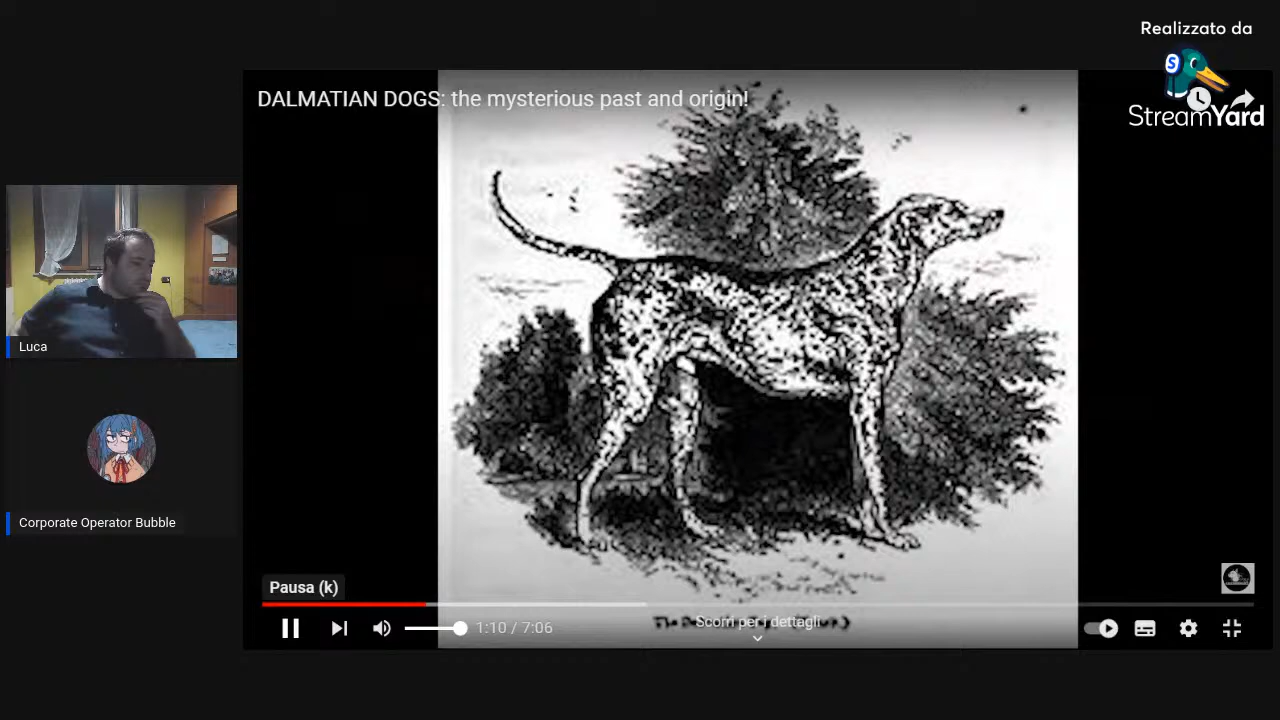 Realizzato da
S
StreamYard
DALMATIAN DOGS: the mysterious past and origin!
Luca
Corporate Operator Bubble
Pausa (k)
1:10 / 7:06
The
Scorri per i dettagli